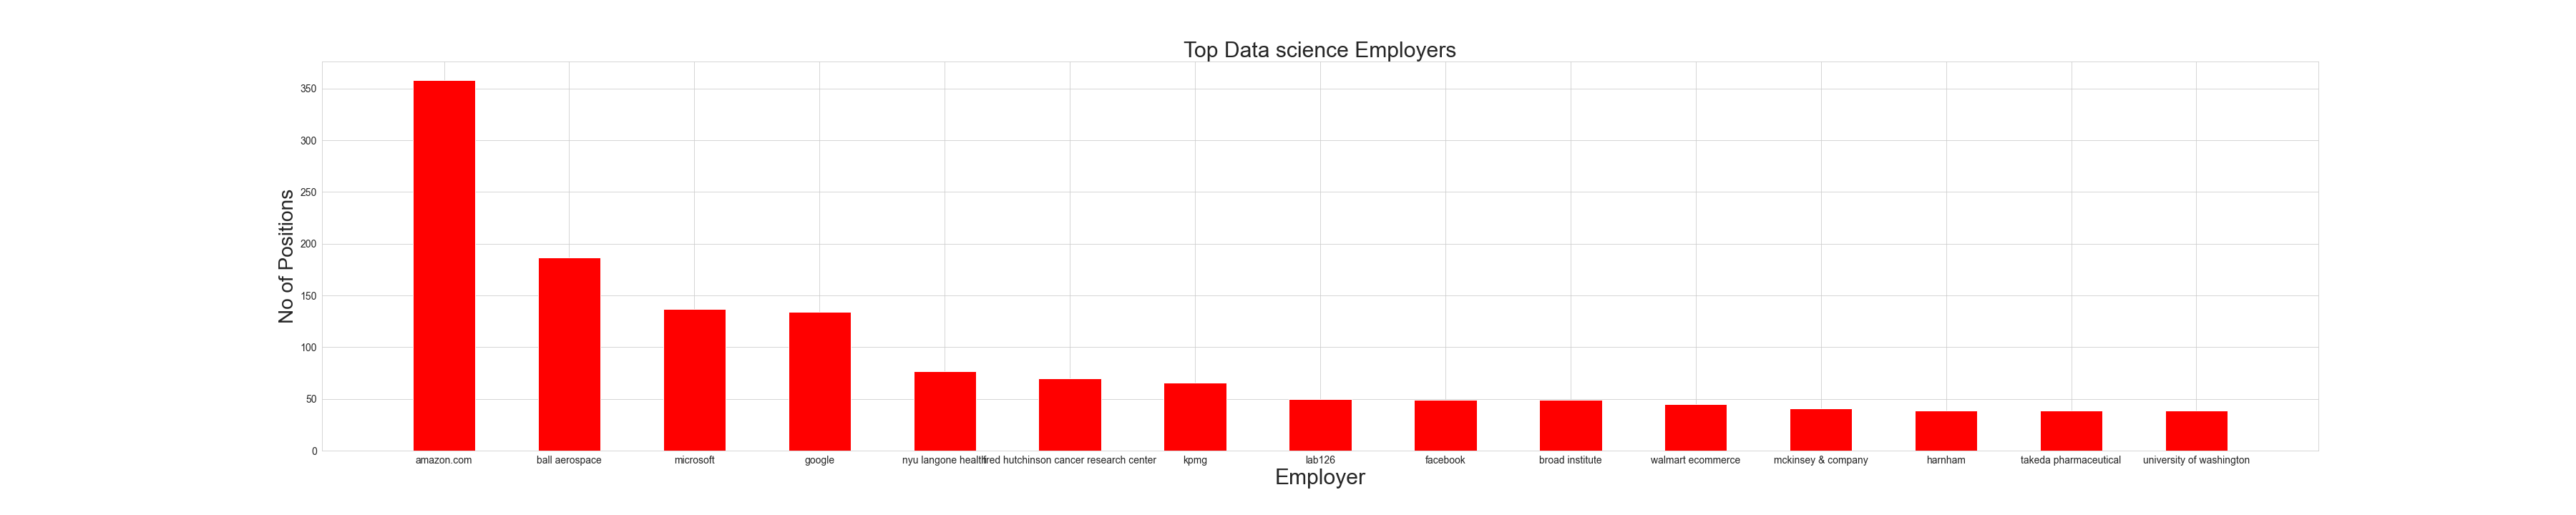 Top Data science Employers
No of Positions
350
300
250
200
150
100
50
0
amazon.com ball aerospace microsoft google nyu langone health fred hutchinson cancer research center kpmg lab126 facebook broad institute walmart ecommerce mckinsey & company harnham takeda pharmaceutical university of washington
Employer